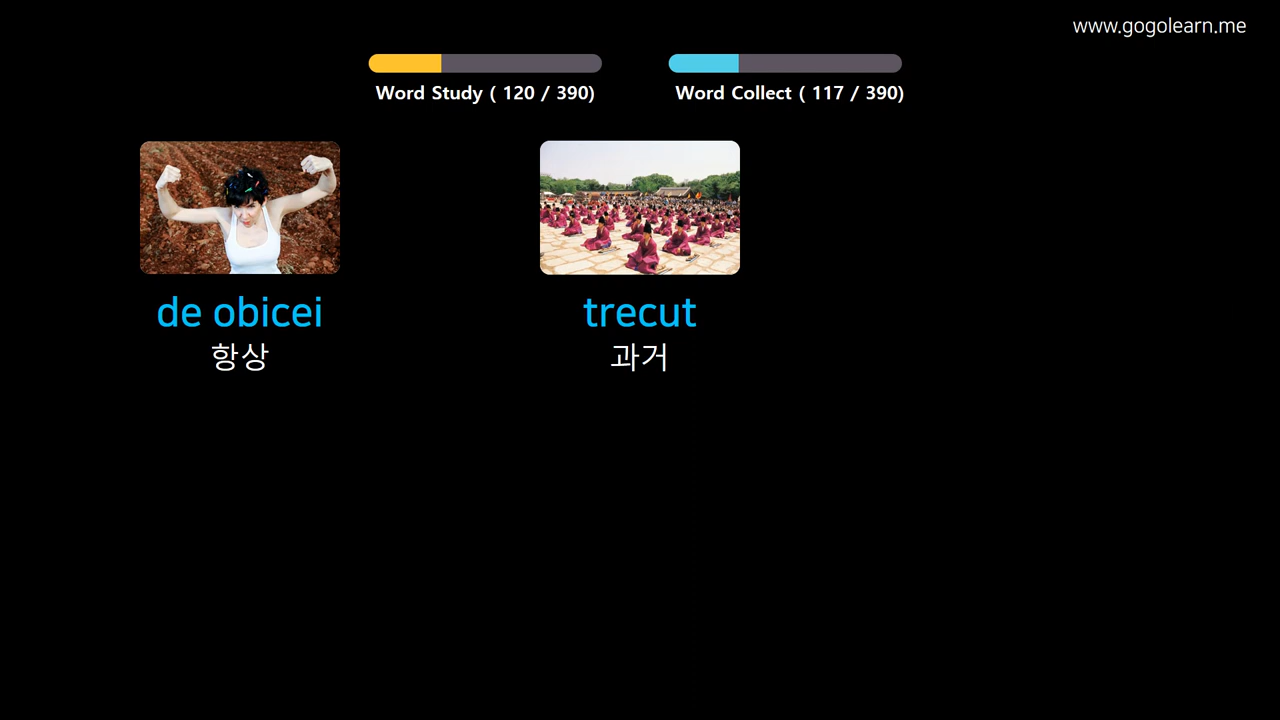 www.gogolearn.me
Word Study ( 120 / 390)
Word Collect ( 117 / 390)
de obicei
항상
trecut
과거